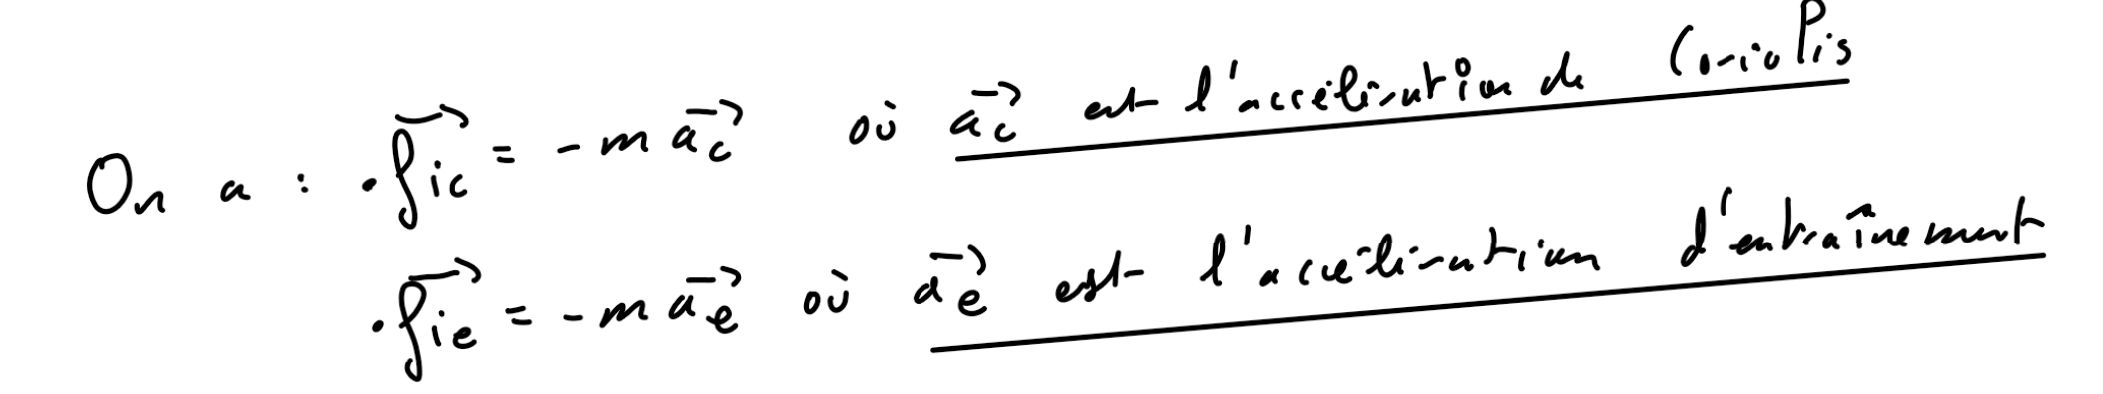 On a : • $\vec{f_{ic}} = -m \vec{a_c}$ où $\vec{a_c}$ est l'accélération de Coriolis
• $\vec{f_{ie}} = -m \vec{a_e}$ où $\vec{a_e}$ est l'accélération d'entraînement